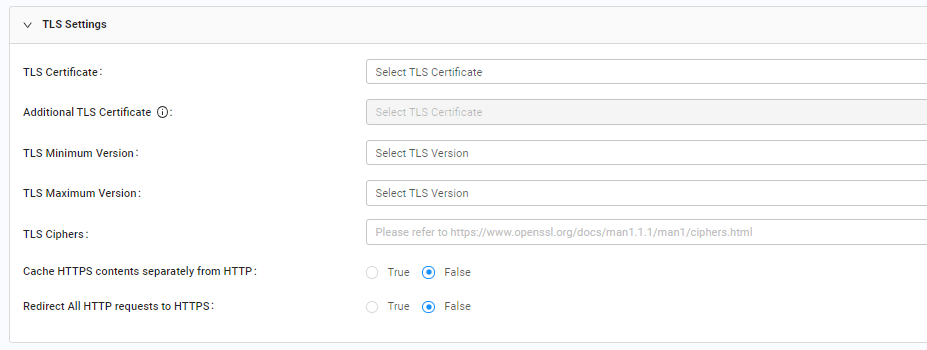 TLS Settings
TLS Certificate: Select TLS Certificate
Additional TLS Certificate : Select TLS Certificate
TLS Minimum Version: Select TLS Version
TLS Maximum Version: Select TLS Version
TLS Ciphers: Please refer to https://www.openssl.org/docs/man1.1.1/man1/ciphers.html
Cache HTTPS contents separately from HTTP: True False
Redirect All HTTP requests to HTTPS: True False